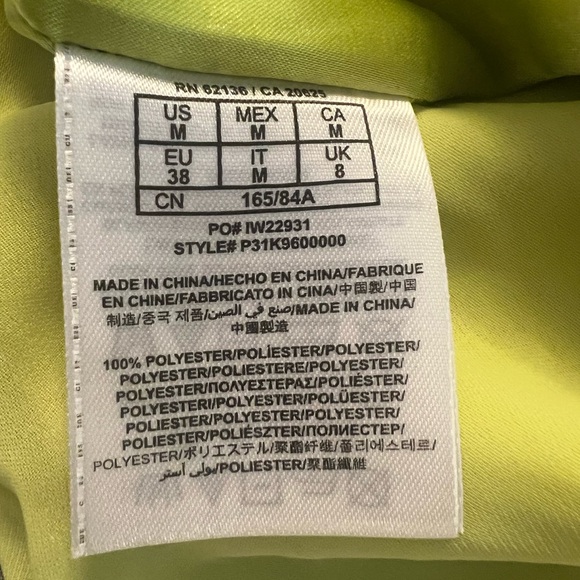 RN 62136 / CA 20625
US MEX CA
M M M
EU IT UK
38 M 8
CN 165/84A
PO# IW22931
STYLE# P31K9600000
MADE IN CHINA/HECHO EN CHINA/FABRIQUE
EN CHINE/FABBRICATO IN CINA/中国製/中国
制造/중국 제품/صنع في الصين/MADE IN CHINA/
中國製造
100% POLYESTER/POLIÉSTER/POLYESTER/
POLYESTER/POLIESTERE/POLYESTER/
POLYESTER/ΠΟΛΥΕΣΤΕΡΑΣ/POLIÉSTER/
POLYESTER/POLYESTER/POLÜESTER/
POLYESTER/POLYESTER/POLYESTER/
POLIESTER/POLIÉSZTER/ПОЛИЭСТЕР/
POLYESTER/ポリエステル/聚酯纤维/폴리에스테르/
بولي أستر/POLIESTER/聚酯纖維